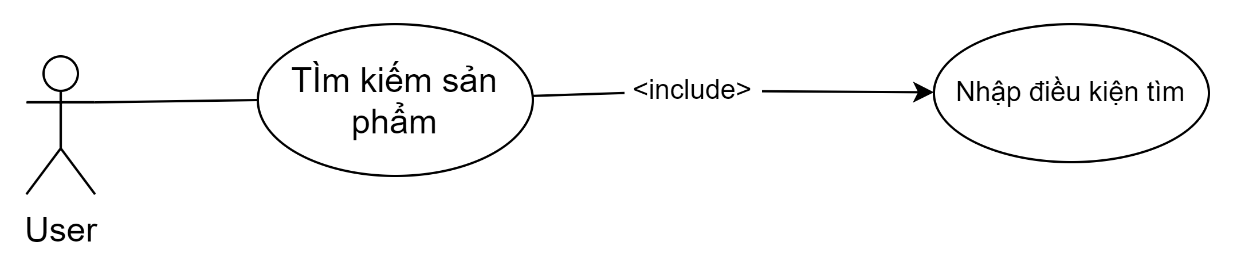 TÌm kiếm sản
phẩm
<include>
Nhập điều kiện tìm
User